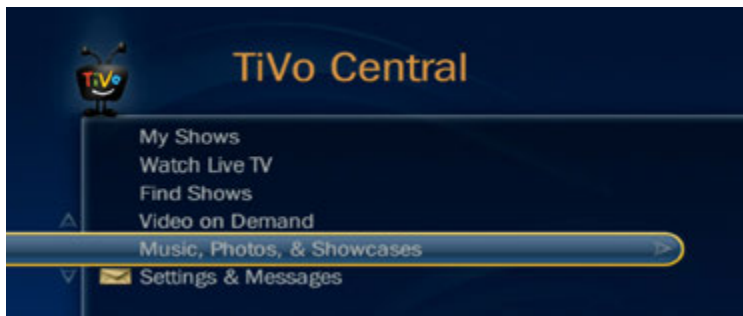 TiVo
TiVo Central
My Shows
Watch Live TV
Find Shows
Video on Demand
Music, Photos, & Showcases
Settings & Messages